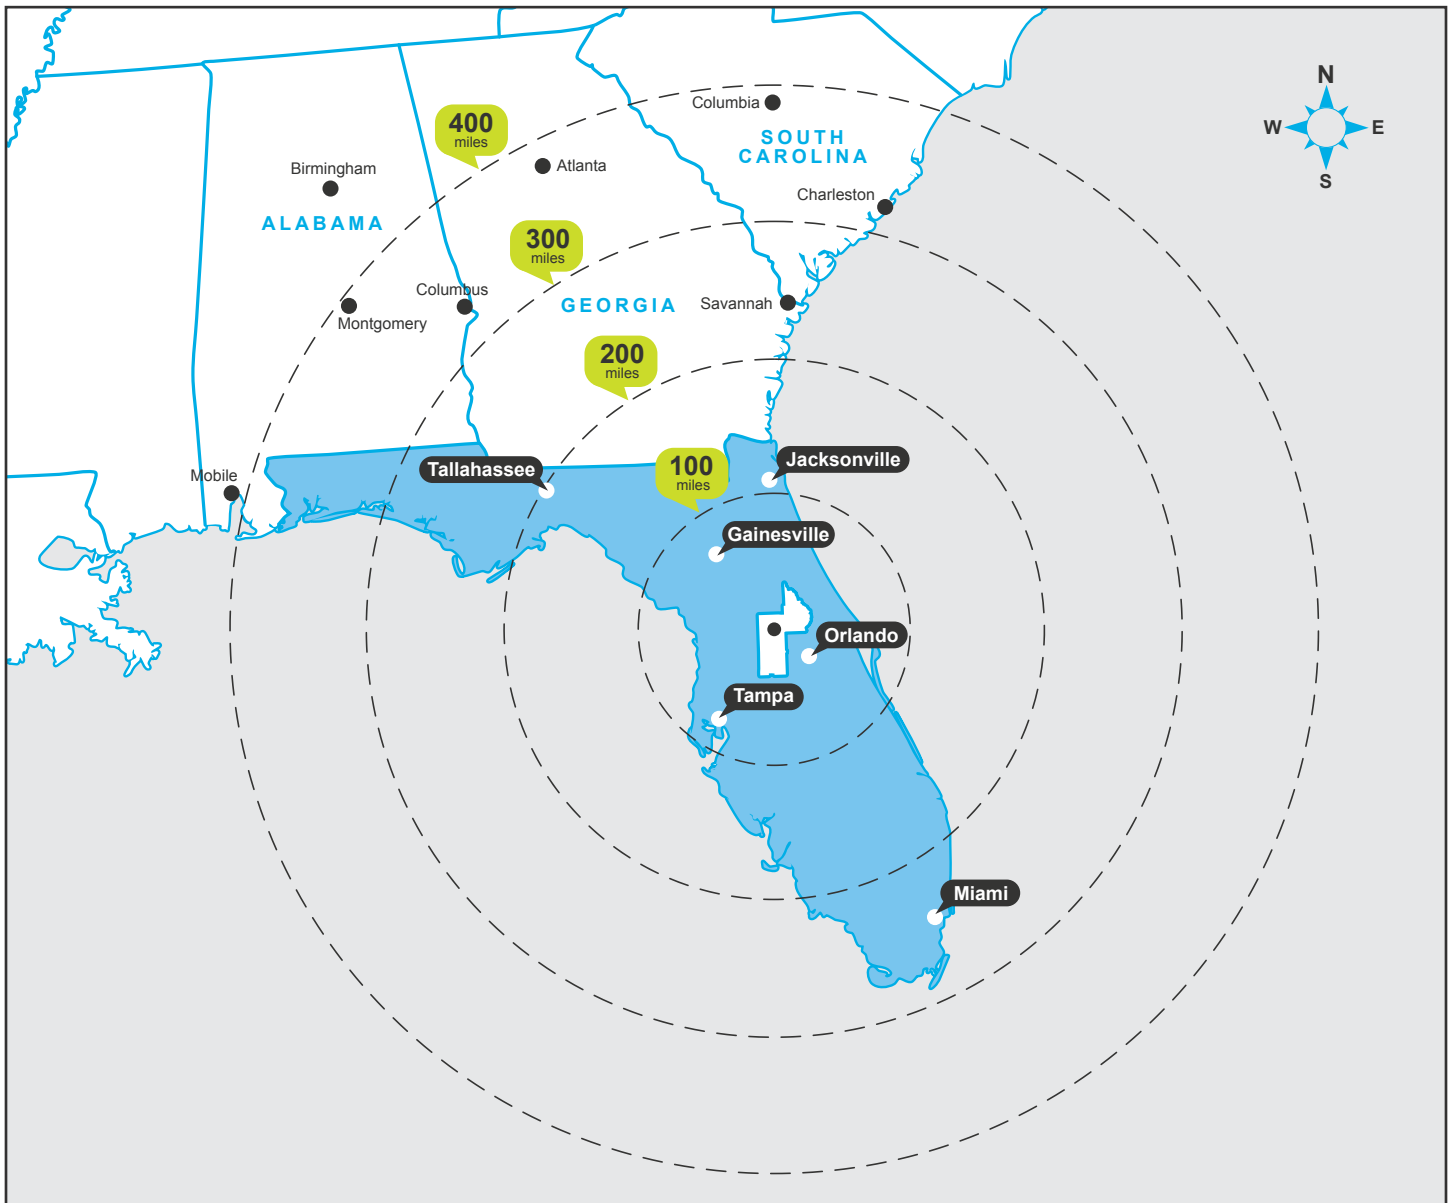 N
W
E
S
Columbia
400
miles
SOUTH
CAROLINA
Atlanta
Birmingham
Charleston
ALABAMA
300
miles
Columbus
GEORGIA
Savannah
Montgomery
200
miles
Jacksonville
Tallahassee
100
miles
Mobile
Gainesville
Orlando
Tampa
Miami